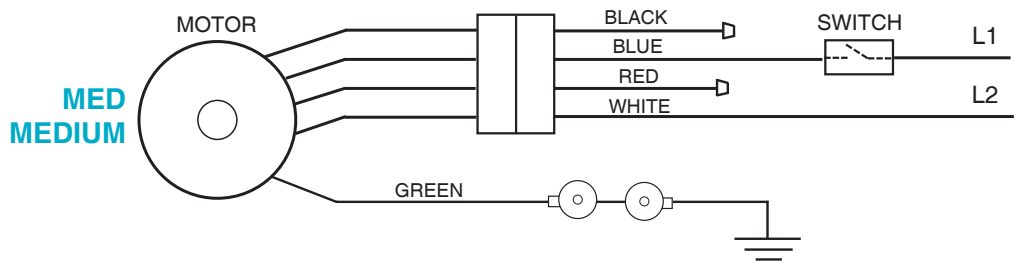 MOTOR
BLACK
SWITCH
L1
BLUE
RED
L2
WHITE
MED
MEDIUM
GREEN